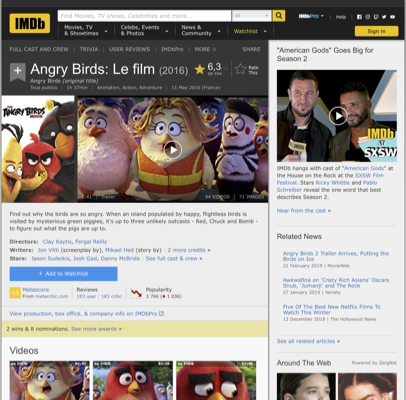 IMDb
Find Movies, TV shows, Celebrities and more...
All
IMDbPro
Help
Movies, TV
& Showtimes
Celebs, Events
& Photos
News &
Community
Watchlist
Sign in
FULL CAST AND CREW | TRIVIA | USER REVIEWS | IMDbPro | MORE
SHARE
Angry Birds: Le film (2016)
Angry Birds (original title)
Tous publics | 1h 37min | Animation, Action, Adventure | 11 May 2016 (France)
6,3
Rate
This
ANGRY BIRDS
2:41 | Trailer
44 VIDEOS | 71 IMAGES
Find out why the birds are so angry. When an island populated by happy, flightless birds is
visited by mysterious green piggies, it's up to three unlikely outcasts - Red, Chuck and Bomb -
to figure out what the pigs are up to.
Directors: Clay Kaytis, Fergal Reilly
Writers: Jon Vitti (screenplay by), Mikael Hed (story by) | 2 more credits »
Stars: Jason Sudeikis, Josh Gad, Danny McBride | See full cast & crew »
+ Add to Watchlist
43
Metascore
From metacritic.com
Reviews
183 user | 183 critic
Popularity
3 766 (1 036)
View production, box office, & company info on IMDbPro
2 wins & 8 nominations. See more awards »
Videos
"American Gods" Goes Big for
Season 2
IMDb
at
SXSW
IMDb hangs with cast of "American Gods" at
the House on the Rock at the SXSW Film
Festival. Stars Ricky Whittle and Pablo
Schreiber reveal the one word that best
describes Season 2.
Hear from the cast »
Related News
Angry Birds 2 Trailer Arrives, Putting the
Birds on Ice
21 February 2019 | MovieWeb
Awkwafina on 'Crazy Rich Asians' Oscars
Snub, 'Jumanji' and The Rock
27 January 2019 | Variety
Five Of The Best New Netflix Films To
Watch This Winter
13 December 2018 | The Hollywood News
See all related articles »
Around The Web
Powered by ZergNet